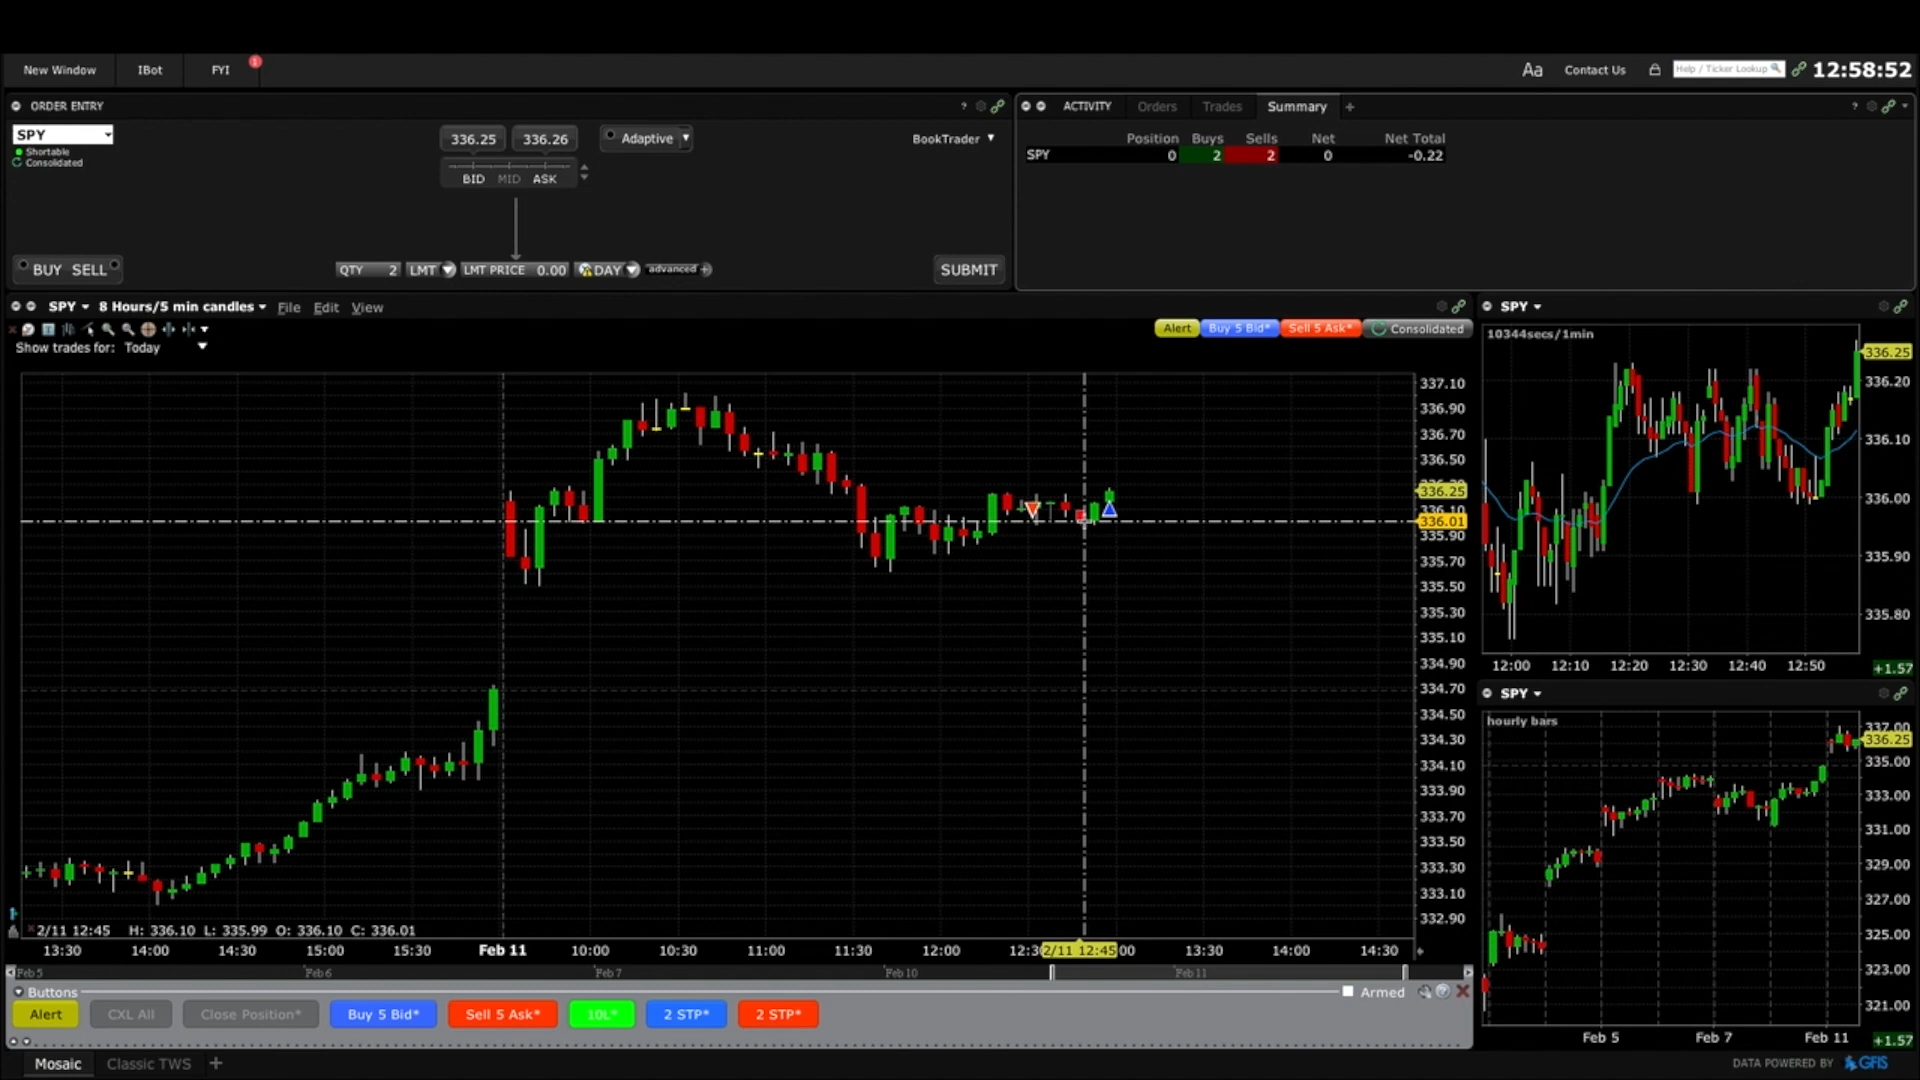 New Window IBot FYI 1
Aa Contact Us Help / Ticker Lookup 12:58:52
ORDER ENTRY ?
SPY
Shortable
Consolidated
336.25 336.26 Adaptive BookTrader
BID MID ASK
BUY SELL QTY 2 LMT LMT PRICE 0.00 DAY advanced + SUBMIT
ACTIVITY Orders Trades Summary + ?
Position Buys Sells Net Net Total
SPY 0 2 2 0 -0.22
SPY 8 Hours/5 min candles File Edit View
Alert Buy 5 Bid* Sell 5 Ask* Consolidated
Show trades for: Today
337.10
336.90
336.70
336.50
336.25
336.01
335.90
335.70
335.50
335.30
335.10
334.90
334.70
334.50
334.30
334.10
333.90
333.70
333.50
333.30
333.10
332.90
2/11 12:45 H: 336.10 L: 335.99 O: 336.10 C: 336.01
13:30 14:00 14:30 15:00 15:30 Feb 11 10:00 10:30 11:00 11:30 12:00 12:30 2/11 12:45 00 13:30 14:00 14:30
Feb 5 Feb 6 Feb 7 Feb 10 Feb 11
Buttons Armed
Alert CXL All Close Position* Buy 5 Bid* Sell 5 Ask* 10L* 2 STP* 2 STP*
Mosaic Classic TWS +
SPY
10344secs/1min
336.25
336.20
336.10
336.00
335.90
335.80
12:00 12:10 12:20 12:30 12:40 12:50 +1.57
SPY
hourly bars
337.00
336.25
335.00
333.00
331.00
329.00
327.00
325.00
323.00
321.00
Feb 5 Feb 7 Feb 11 +1.57
DATA POWERED BY GFIS